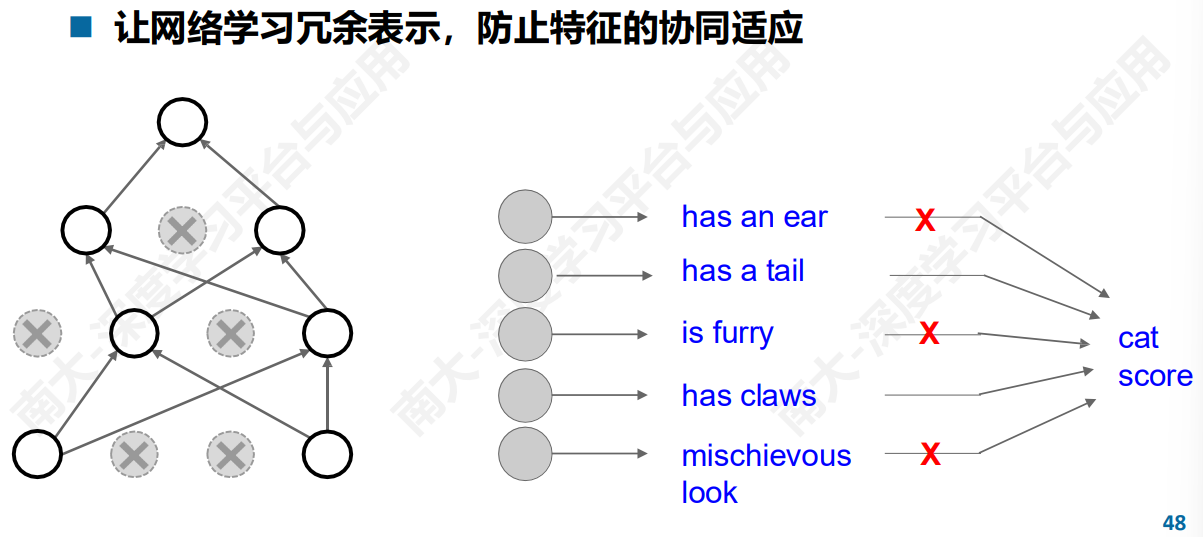 让网络学习冗余表示，防止特征的协同适应
南大-深度学习平台与应用
南大-深度学习平台与应用
南大-深度学习平台与应用
has an ear
X
has a tail
is furry
X
cat
score
has claws
mischievous
look
X
48